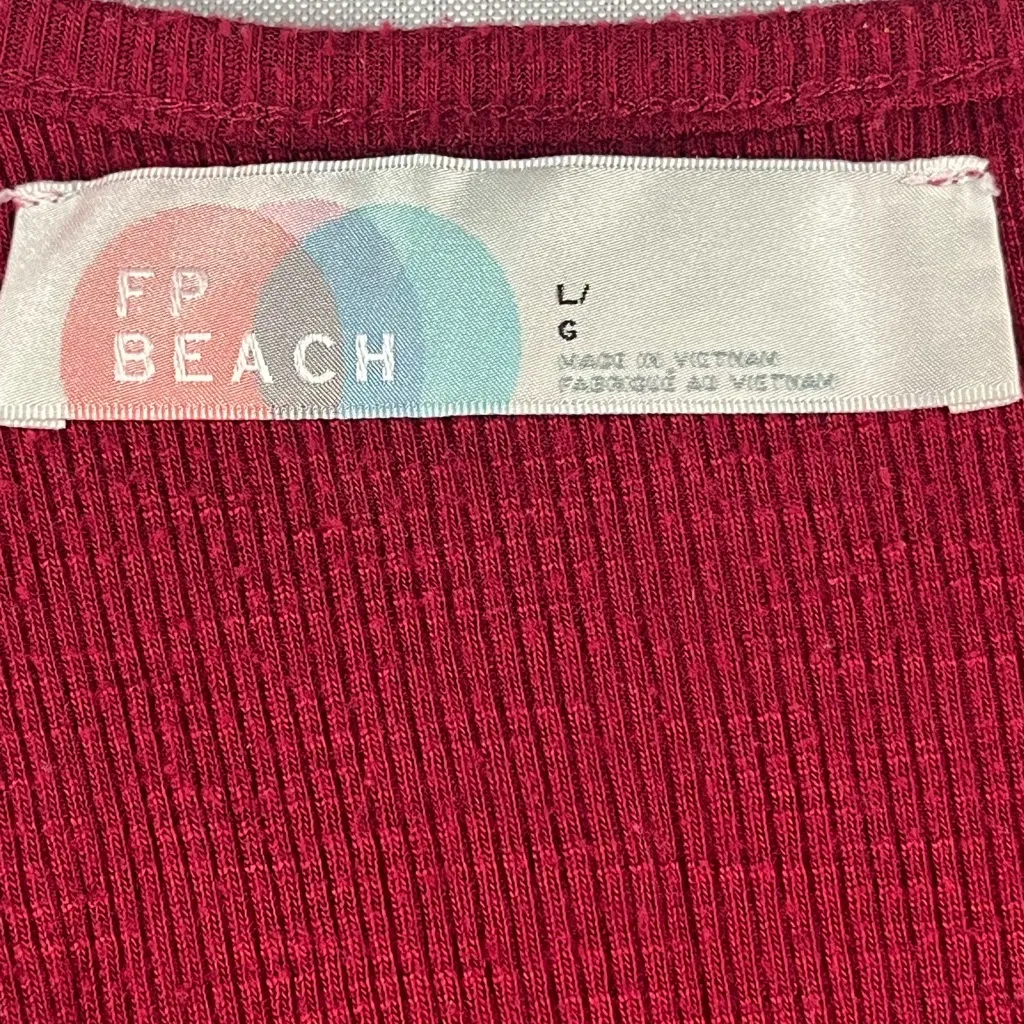 FP
BEACH
L/
G
MADE IN VIETNAM
FABRIQUÉ AU VIETNAM